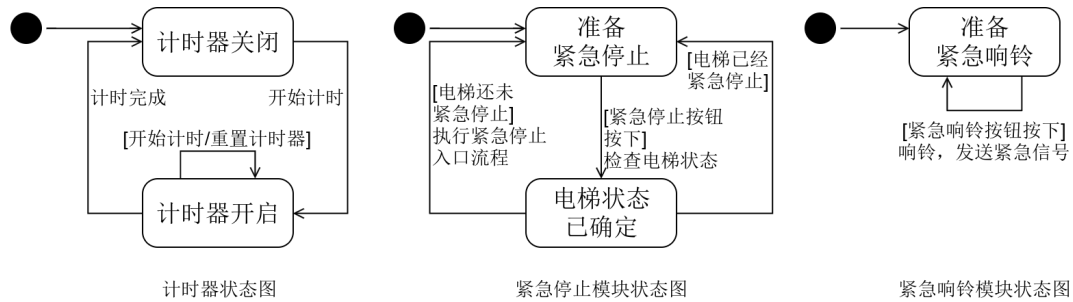 计时器关闭
计时完成
开始计时
[开始计时/重置计时器]
计时器开启
计时器状态图
准备
紧急停止
[电梯还未
紧急停止]
执行紧急停止
入口流程
[紧急停止按钮
按下]
检查电梯状态
[电梯已经
紧急停止]
电梯状态
已确定
紧急停止模块状态图
准备
紧急响铃
[紧急响铃按钮按下]
响铃，发送紧急信号
紧急响铃模块状态图